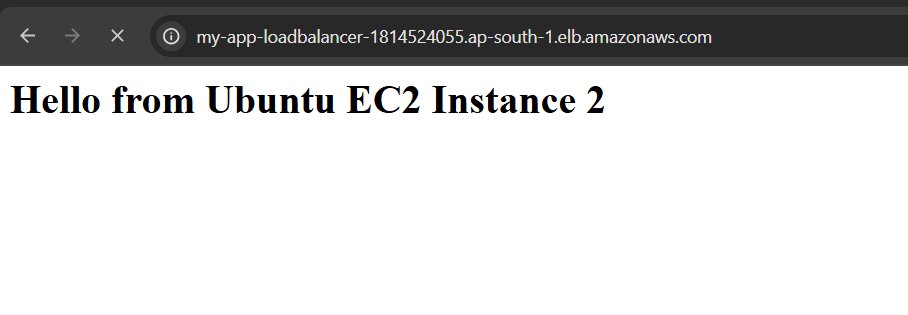 my-app-loadbalancer-1814524055.ap-south-1.elb.amazonaws.com
Hello from Ubuntu EC2 Instance 2